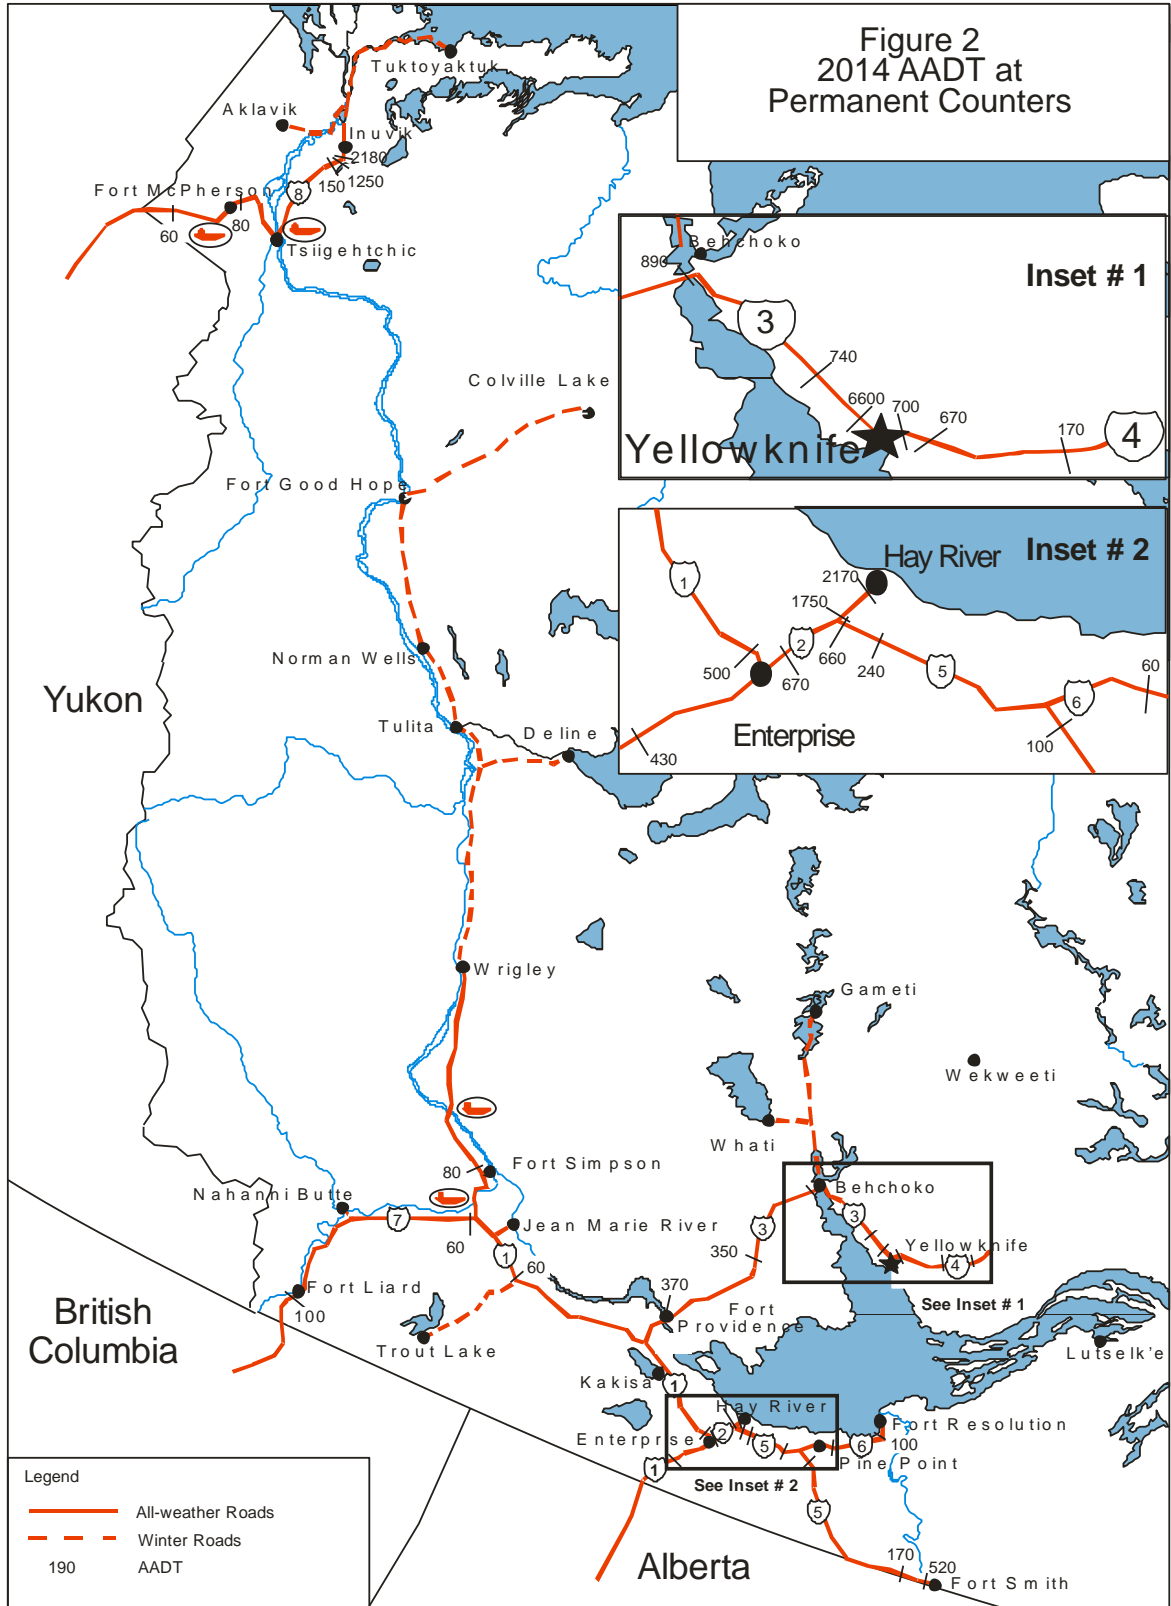 Figure 2
2014 AADT at
Permanent Counters
Tuktoyaktuk
Aklavik
Inuvik
2180
1250
150
8
Fort McPherson
80
60
Tsiigehtchic
Behchoko
890
Inset # 1
3
740
6600
700
670
170
4
Yellowknife
Colville Lake
Fort Good Hope
Inset # 2
Hay River
1
2170
1750
2
660
240
500
670
5
60
6
100
Enterprise
430
Norman Wells
Yukon
Tulita
Deline
Wrigley
Gameti
Wekweeti
Whati
80
Fort Simpson
Nahanni Butte
7
60
Jean Marie River
1
60
Behchoko
3
3
350
Yellowknife
4
See Inset # 1
370
Fort
Providence
Fort Liard
100
British
Columbia
Trout Lake
Lutselk'e
Kakisa
1
Hay River
Fort Resolution
Enterprse
2
5
6
100
Pine Point
1
See Inset # 2
5
Legend
All-weather Roads
Winter Roads
190
AADT
Alberta
170
520
Fort Smith